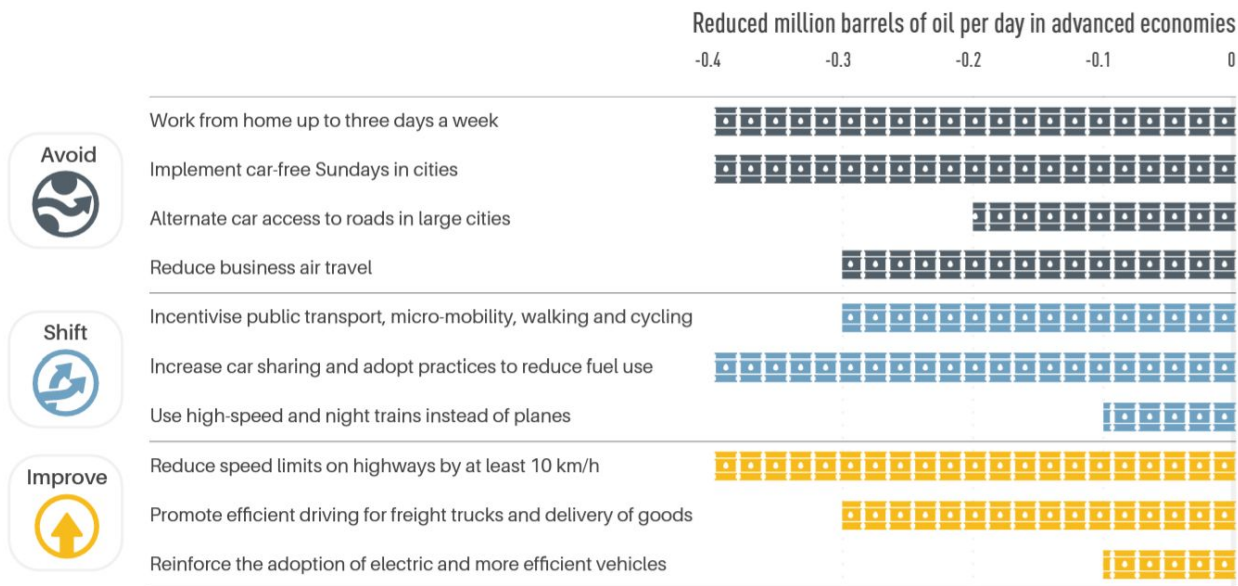 Reduced million barrels of oil per day in advanced economies
-0.4 -0.3 -0.2 -0.1 0
Avoid
Work from home up to three days a week
Implement car-free Sundays in cities
Alternate car access to roads in large cities
Reduce business air travel
Shift
Incentivise public transport, micro-mobility, walking and cycling
Increase car sharing and adopt practices to reduce fuel use
Use high-speed and night trains instead of planes
Improve
Reduce speed limits on highways by at least 10 km/h
Promote efficient driving for freight trucks and delivery of goods
Reinforce the adoption of electric and more efficient vehicles